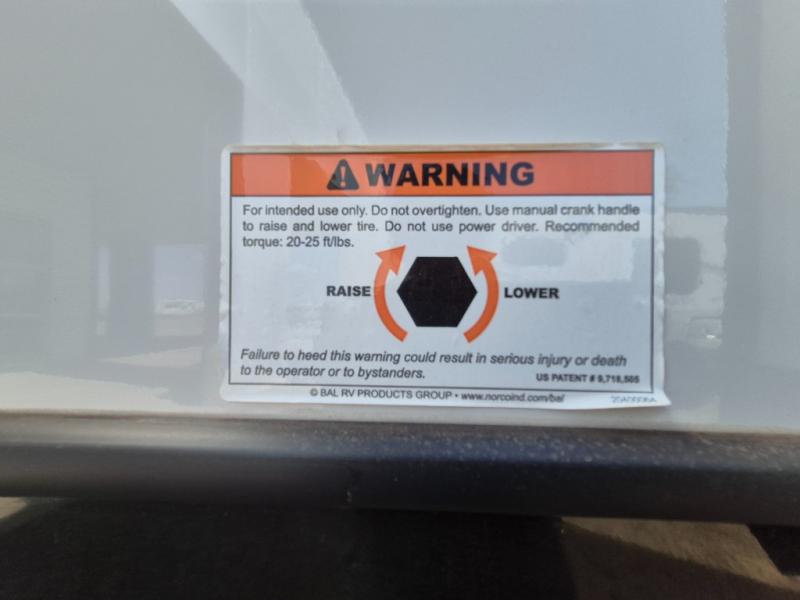 WARNING
For intended use only. Do not overtighten. Use manual crank handle
to raise and lower tire. Do not use power driver. Recommended
torque: 20-25 ft/lbs.
RAISE LOWER
Failure to heed this warning could result in serious injury or death
to the operator or to bystanders.
US PATENT # 9,718,505
© BAL RV PRODUCTS GROUP • www.norcoind.com/bal